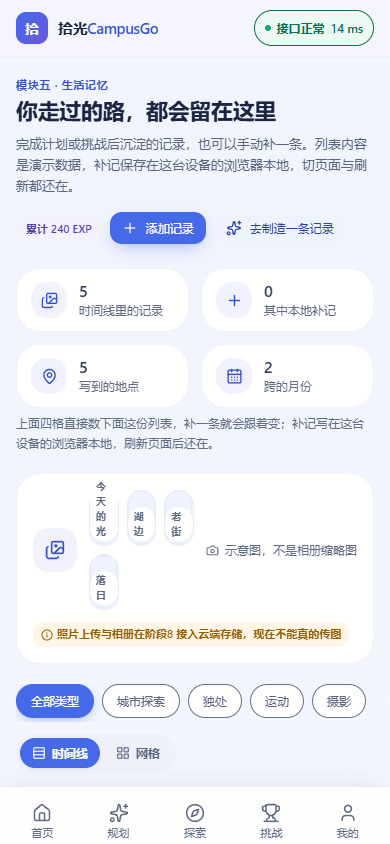 拾
拾光CampusGo
接口正常 14 ms
模块五 · 生活记忆
你走过的路，都会留在这里
完成计划或挑战后沉淀的记录，也可以手动补一条。列表内容
是演示数据，补记保存在这台设备的浏览器本地，切页面与刷
新都还在。
累计 240 EXP
添加记录
去制造一条记录
5
时间线里的记录
0
其中本地补记
5
写到的地点
2
跨的月份
上面四格直接数下面这份列表，补一条就会跟着变；补记写在这台
设备的浏览器本地，刷新页面后还在。
今
天
的
光
湖
边
老
街
落
日
示意图，不是相册缩略图
照片上传与相册在阶段8 接入云端存储，现在不能真的传图
全部类型
城市探索
独处
运动
摄影
时间线
网格
首页
规划
探索
挑战
我的